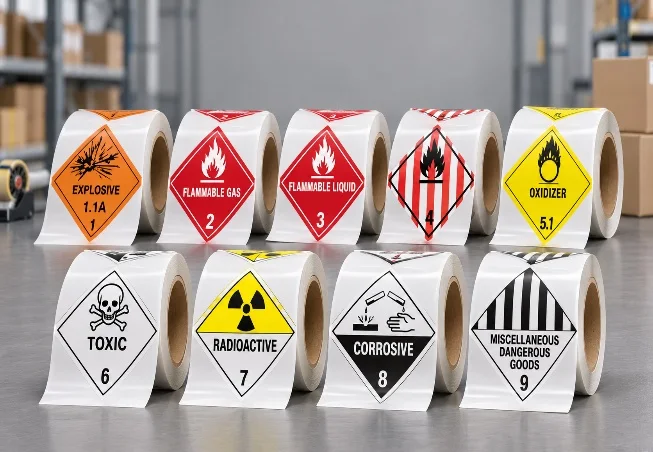 EXPLOSIVE
1.1A
1
FLAMMABLE GAS
2
FLAMMABLE LIQUID
3
4
OXIDIZER
5.1
TOXIC
6
RADIOACTIVE
7
CORROSIVE
8
MISCELLANEOUS
DANGEROUS
GOODS
9